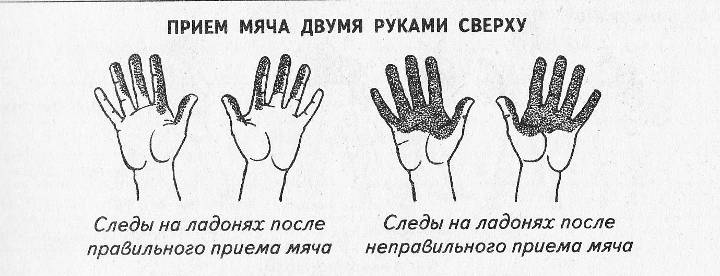 ПРИЕМ МЯЧА ДВУМЯ РУКАМИ СВЕРХУ
Следы на ладонях после
правильного приема мяча
Следы на ладонях после
неправильного приема мяча